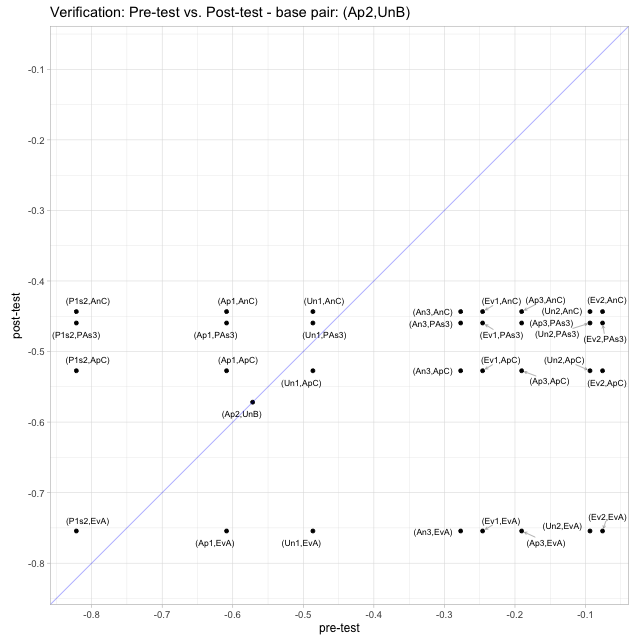 Verification: Pre-test vs. Post-test - base pair: (Ap2,UnB)
-0.1
-0.2
-0.3
-0.4
(P1s2,AnC) (Ap1,AnC) (Un1,AnC) (An3,AnC) (Ev1,AnC) (Ap3,AnC) (Un2,AnC) (Ev2,AnC)
(P1s2,PAs3) (Ap1,PAs3) (Un1,PAs3) (An3,PAs3) (Ev1,PAs3) (Ap3,PAs3) (Un2,PAs3) (Ev2,PAs3)
-0.5
(P1s2,ApC) (Ap1,ApC) (Un1,ApC) (An3,ApC) (Ev1,ApC) (Ap3,ApC) (Un2,ApC) (Ev2,ApC)
(Ap2,UnB)
-0.6
-0.7
(P1s2,EvA) (Ap1,EvA) (Un1,EvA) (An3,EvA) (Ev1,EvA) (Ap3,EvA) (Un2,EvA) (Ev2,EvA)
-0.8
post-test
-0.8 -0.7 -0.6 -0.5 -0.4 -0.3 -0.2 -0.1
pre-test